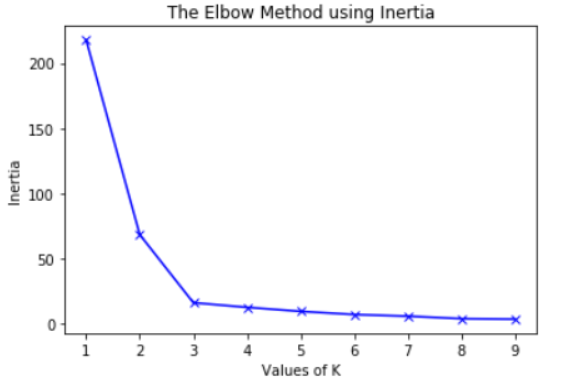 The Elbow Method using Inertia
200
150
100
50
0
Inertia
1 2 3 4 5 6 7 8 9
Values of K